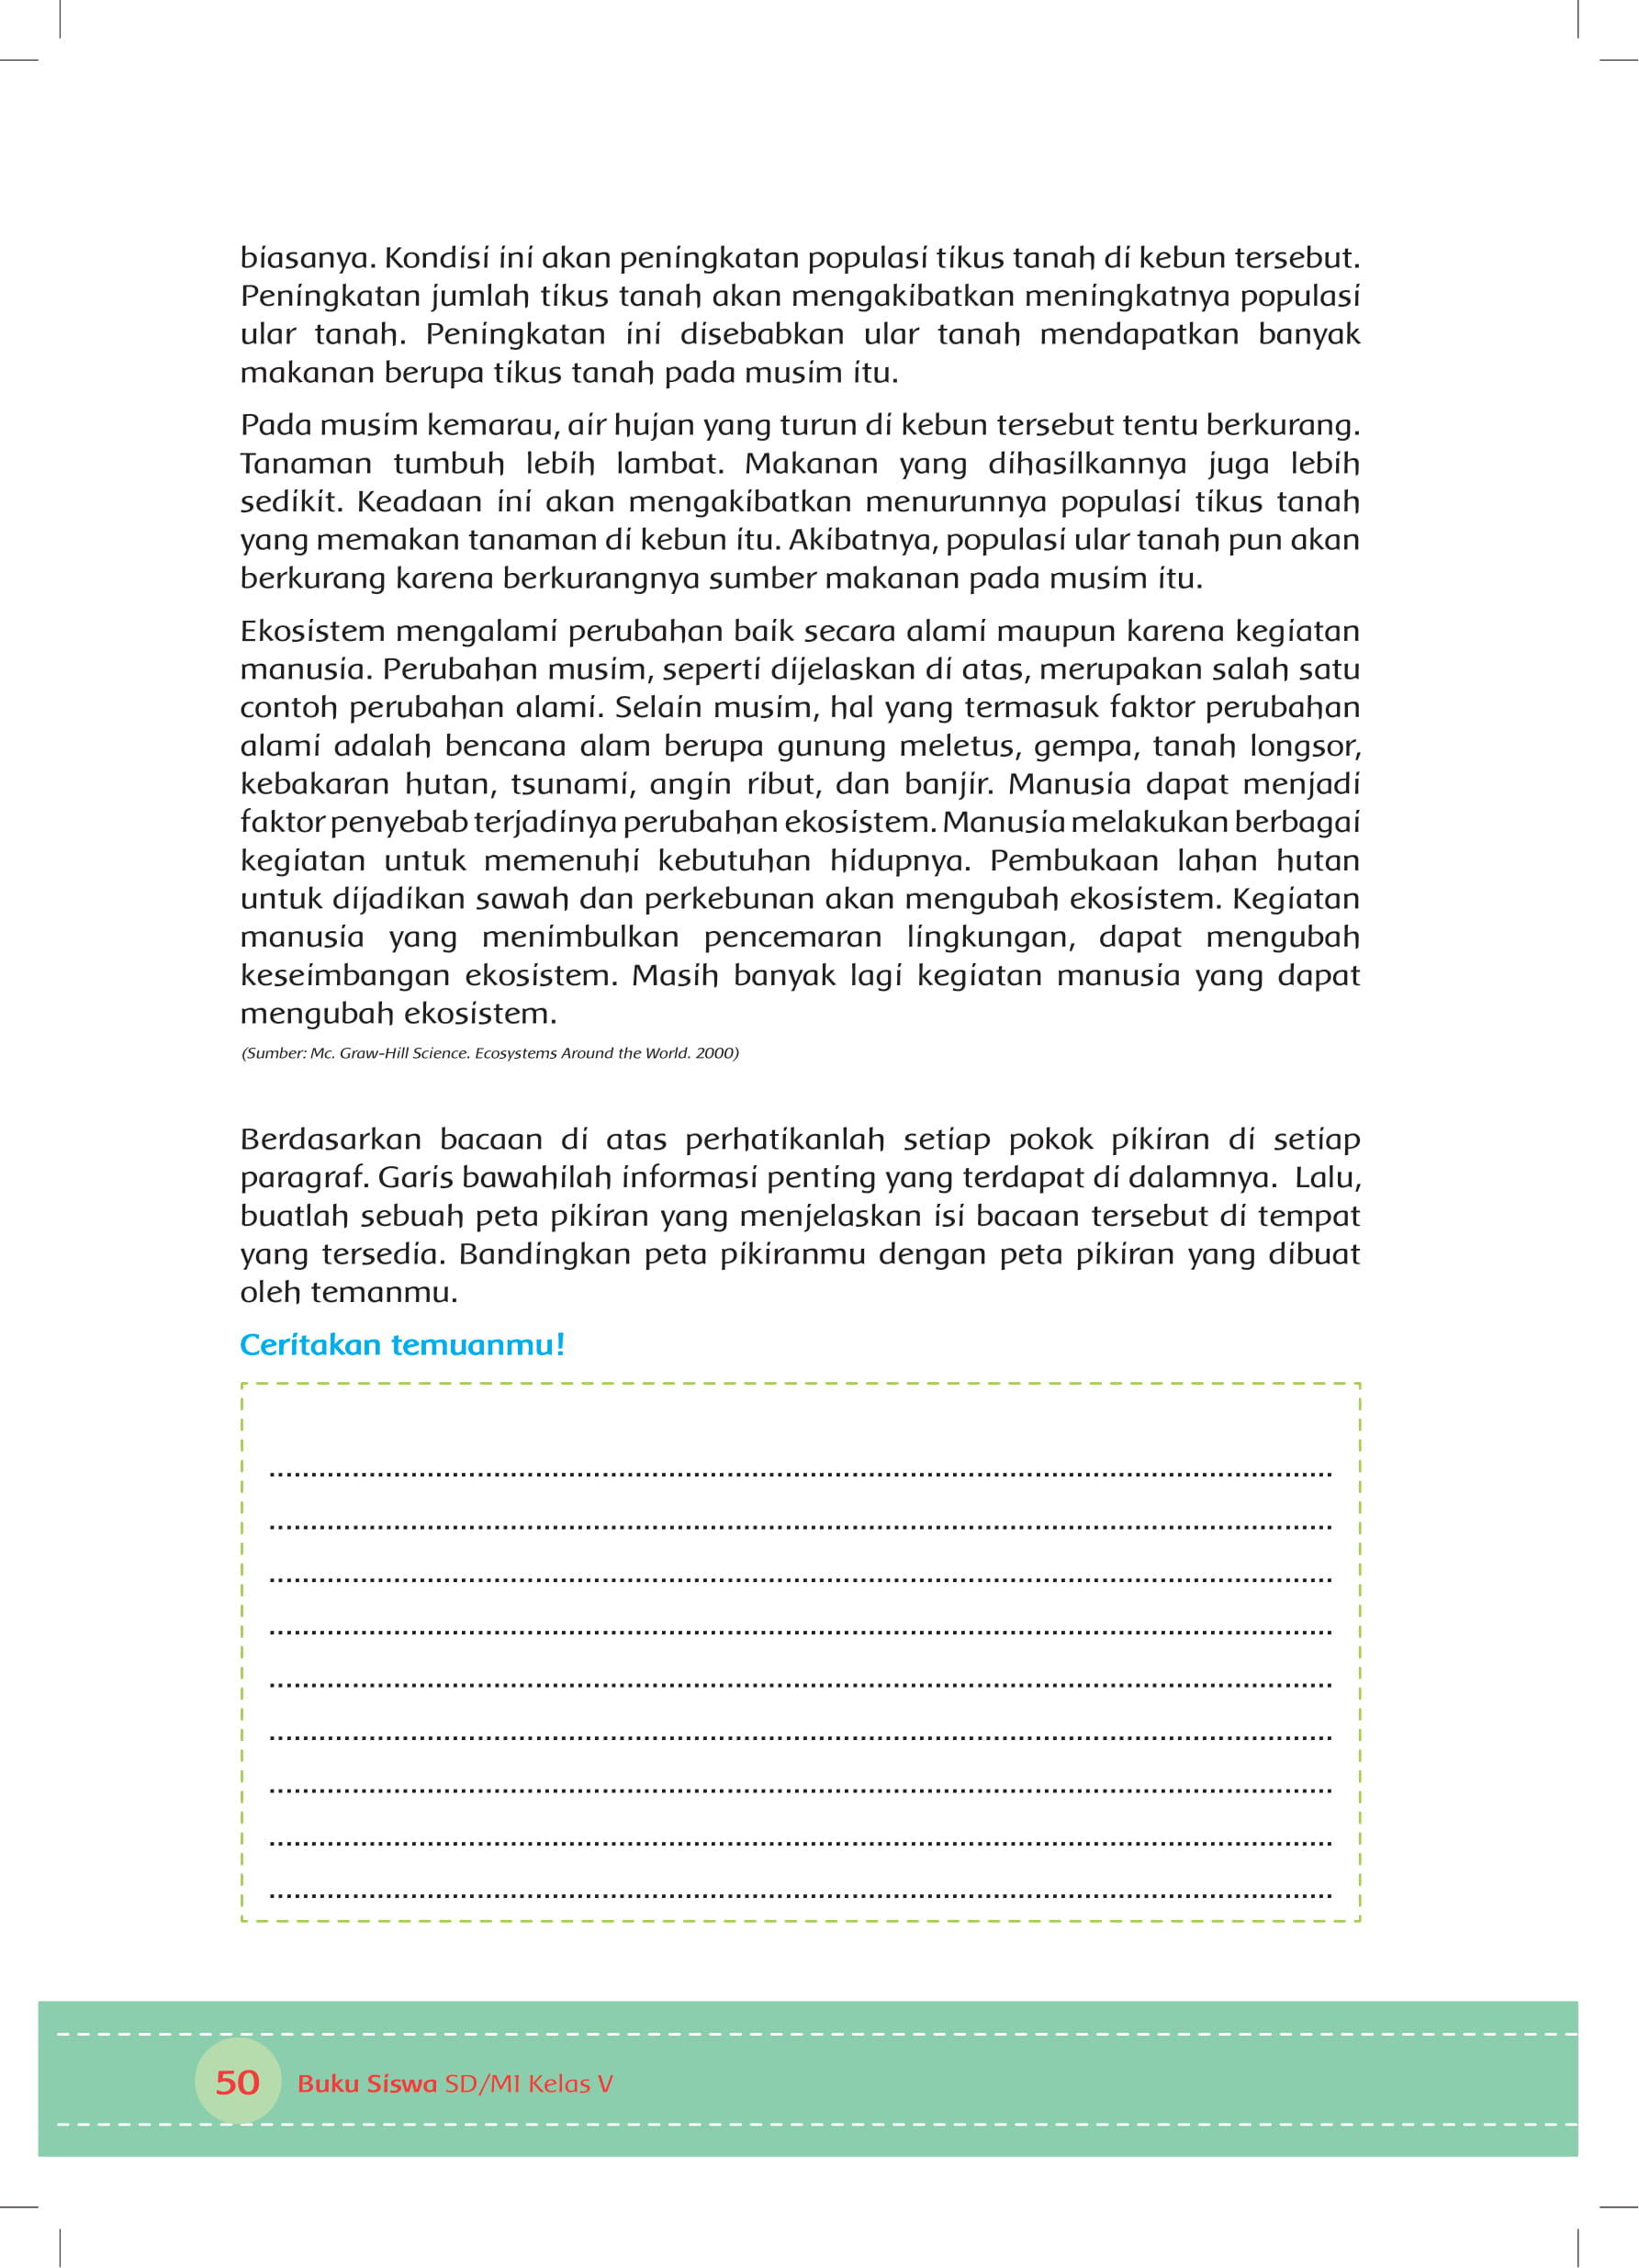 biasanya. Kondisi ini akan peningkatan populasi tikus tanah di kebun tersebut.
Peningkatan jumlah tikus tanah akan mengakibatkan meningkatnya populasi
ular tanah. Peningkatan ini disebabkan ular tanah mendapatkan banyak
makanan berupa tikus tanah pada musim itu.
Pada musim kemarau, air hujan yang turun di kebun tersebut tentu berkurang.
Tanaman tumbuh lebih lambat. Makanan yang dihasilkannya juga lebih
sedikit. Keadaan ini akan mengakibatkan menurunnya populasi tikus tanah
yang memakan tanaman di kebun itu. Akibatnya, populasi ular tanah pun akan
berkurang karena berkurangnya sumber makanan pada musim itu.
Ekosistem mengalami perubahan baik secara alami maupun karena kegiatan
manusia. Perubahan musim, seperti dijelaskan di atas, merupakan salah satu
contoh perubahan alami. Selain musim, hal yang termasuk faktor perubahan
alami adalah bencana alam berupa gunung meletus, gempa, tanah longsor,
kebakaran hutan, tsunami, angin ribut, dan banjir. Manusia dapat menjadi
faktor penyebab terjadinya perubahan ekosistem. Manusia melakukan berbagai
kegiatan untuk memenuhi kebutuhan hidupnya. Pembukaan lahan hutan
untuk dijadikan sawah dan perkebunan akan mengubah ekosistem. Kegiatan
manusia yang menimbulkan pencemaran lingkungan, dapat mengubah
keseimbangan ekosistem. Masih banyak lagi kegiatan manusia yang dapat
mengubah ekosistem.
(Sumber: Mc. Graw-Hill Science. Ecosystems Around the World. 2000)
Berdasarkan bacaan di atas perhatikanlah setiap pokok pikiran di setiap
paragraf. Garis bawahilah informasi penting yang terdapat di dalamnya. Lalu,
buatlah sebuah peta pikiran yang menjelaskan isi bacaan tersebut di tempat
yang tersedia. Bandingkan peta pikiranmu dengan peta pikiran yang dibuat
oleh temanmu.
Ceritakan temuanmu!
50 Buku Siswa SD/MI Kelas V